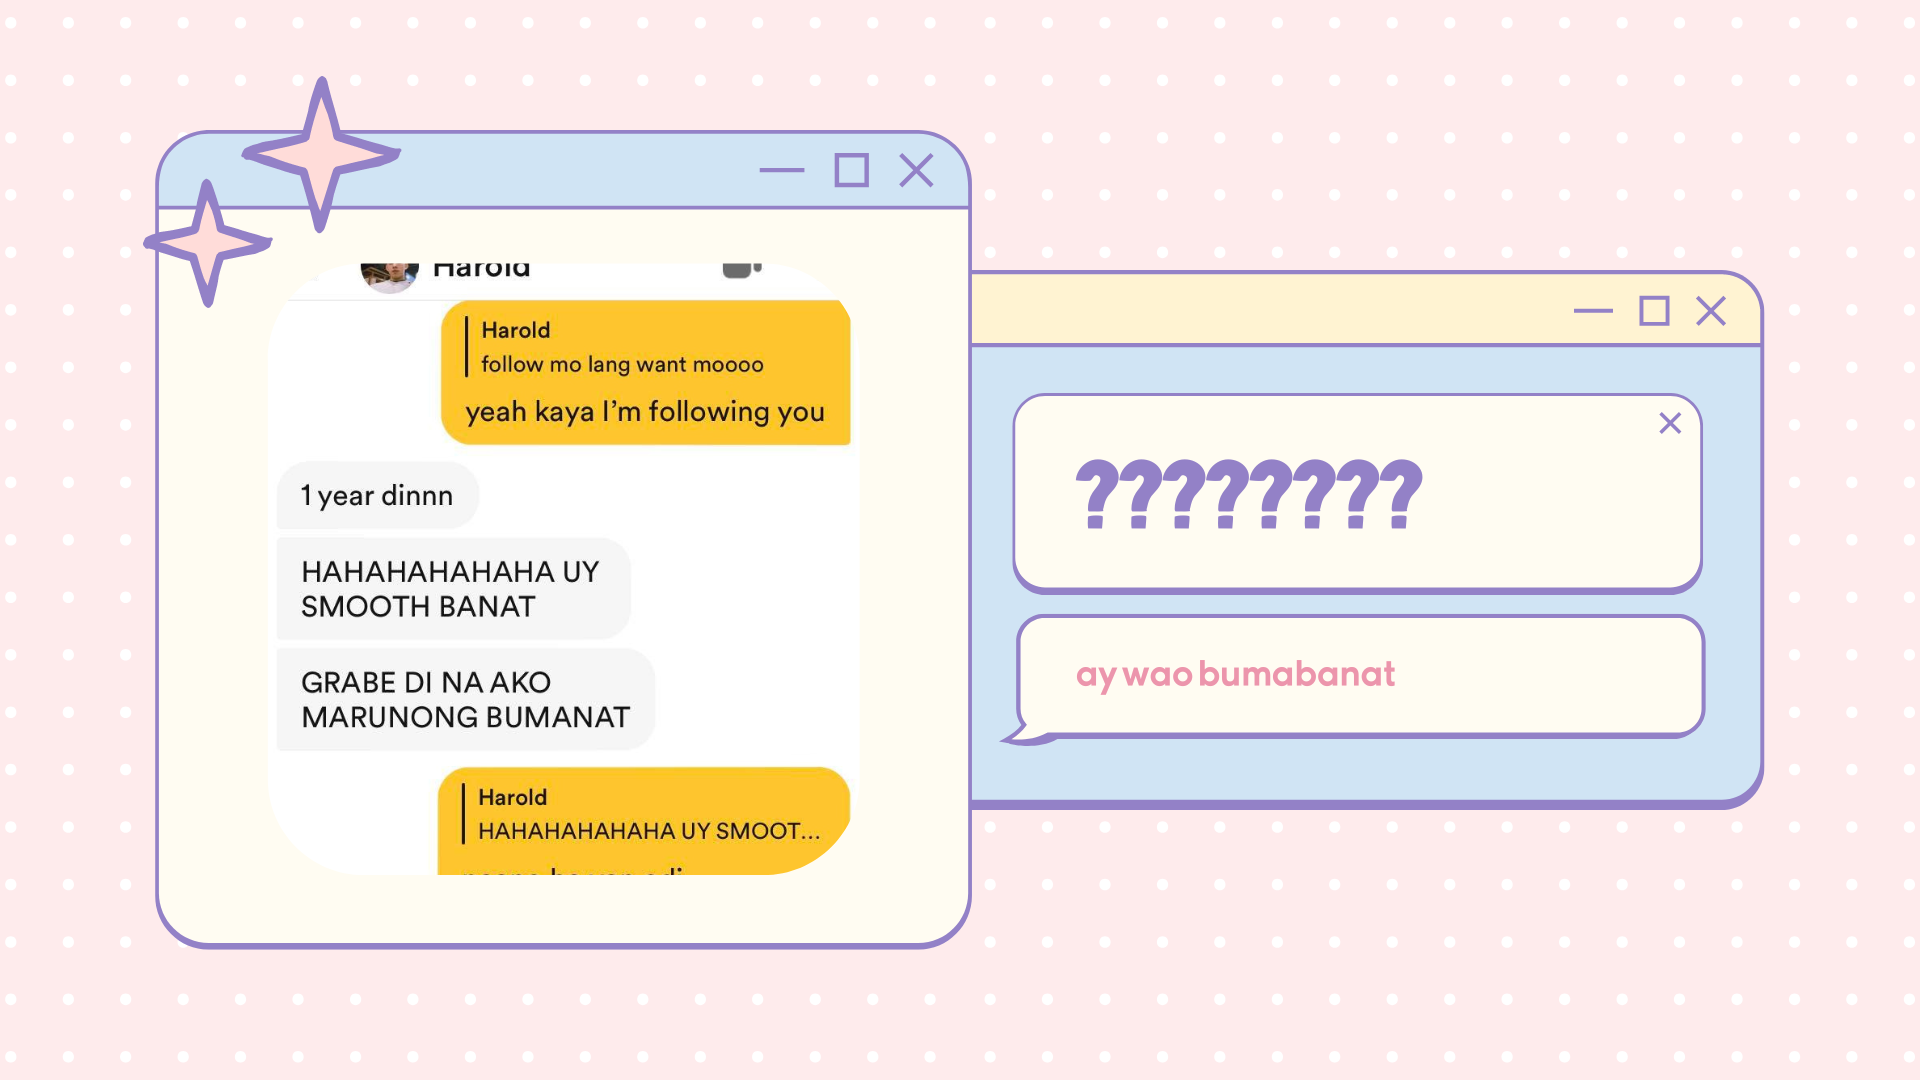 Harold
Harold
follow mo lang want moooo
yeah kaya I'm following you
1 year dinnn
HAHAHAHAHAHA UY
SMOOTH BANAT
GRABE DI NA AKO
MARUNONG BUMANAT
Harold
HAHAHAHAHAHA UY SMOOT...
????????
ay wao bumabanat